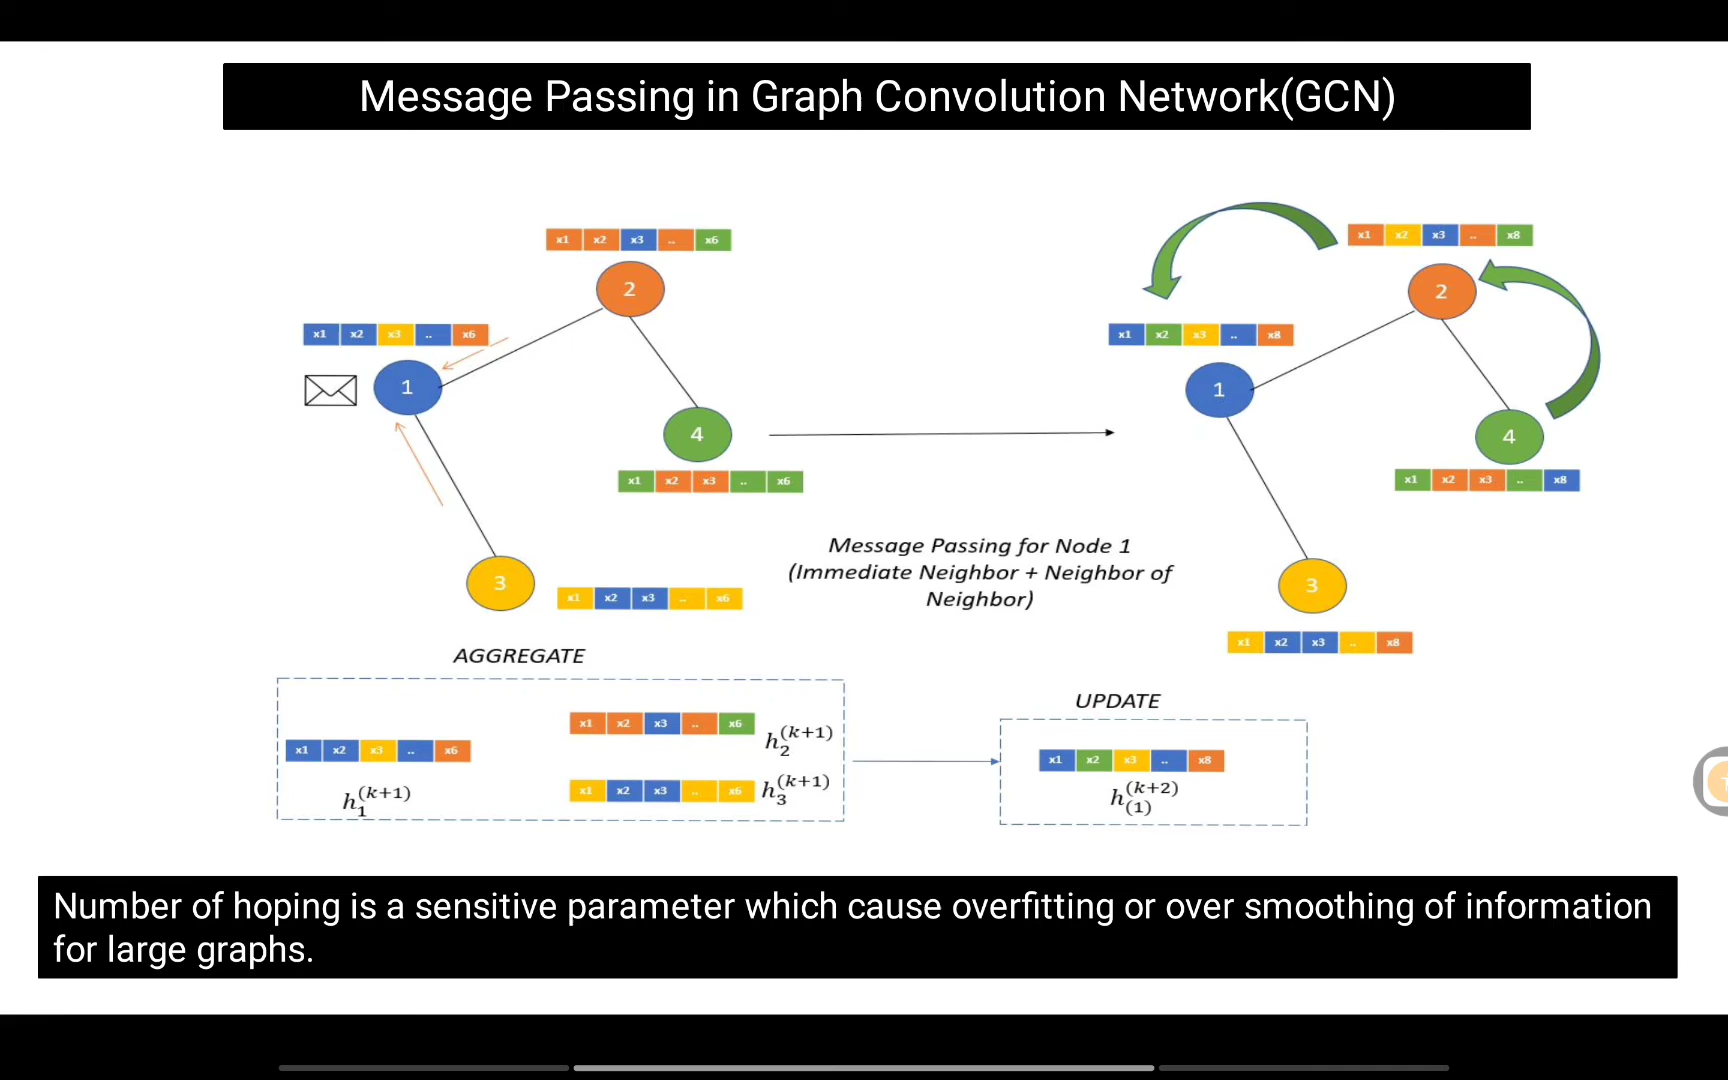 Message Passing in Graph Convolution Network(GCN)
x1 x2 x3 .. x6
2
x1 x2 x3 .. x6
1
4
x1 x2 x3 .. x6
3
x1 x2 x3 .. x6
x1 x2 x3 .. x8
2
x1 x2 x3 .. x8
1
4
x1 x2 x3 .. x8
3
x1 x2 x3 .. x8
Message Passing for Node 1
(Immediate Neighbor + Neighbor of
Neighbor)
AGGREGATE
x1 x2 x3 .. x6
h_2^{(k+1)}
x1 x2 x3 .. x6
h_1^{(k+1)}
x1 x2 x3 .. x6
h_3^{(k+1)}
UPDATE
x1 x2 x3 .. x8
h_{(1)}^{(k+2)}
Number of hoping is a sensitive parameter which cause overfitting or over smoothing of information
for large graphs.